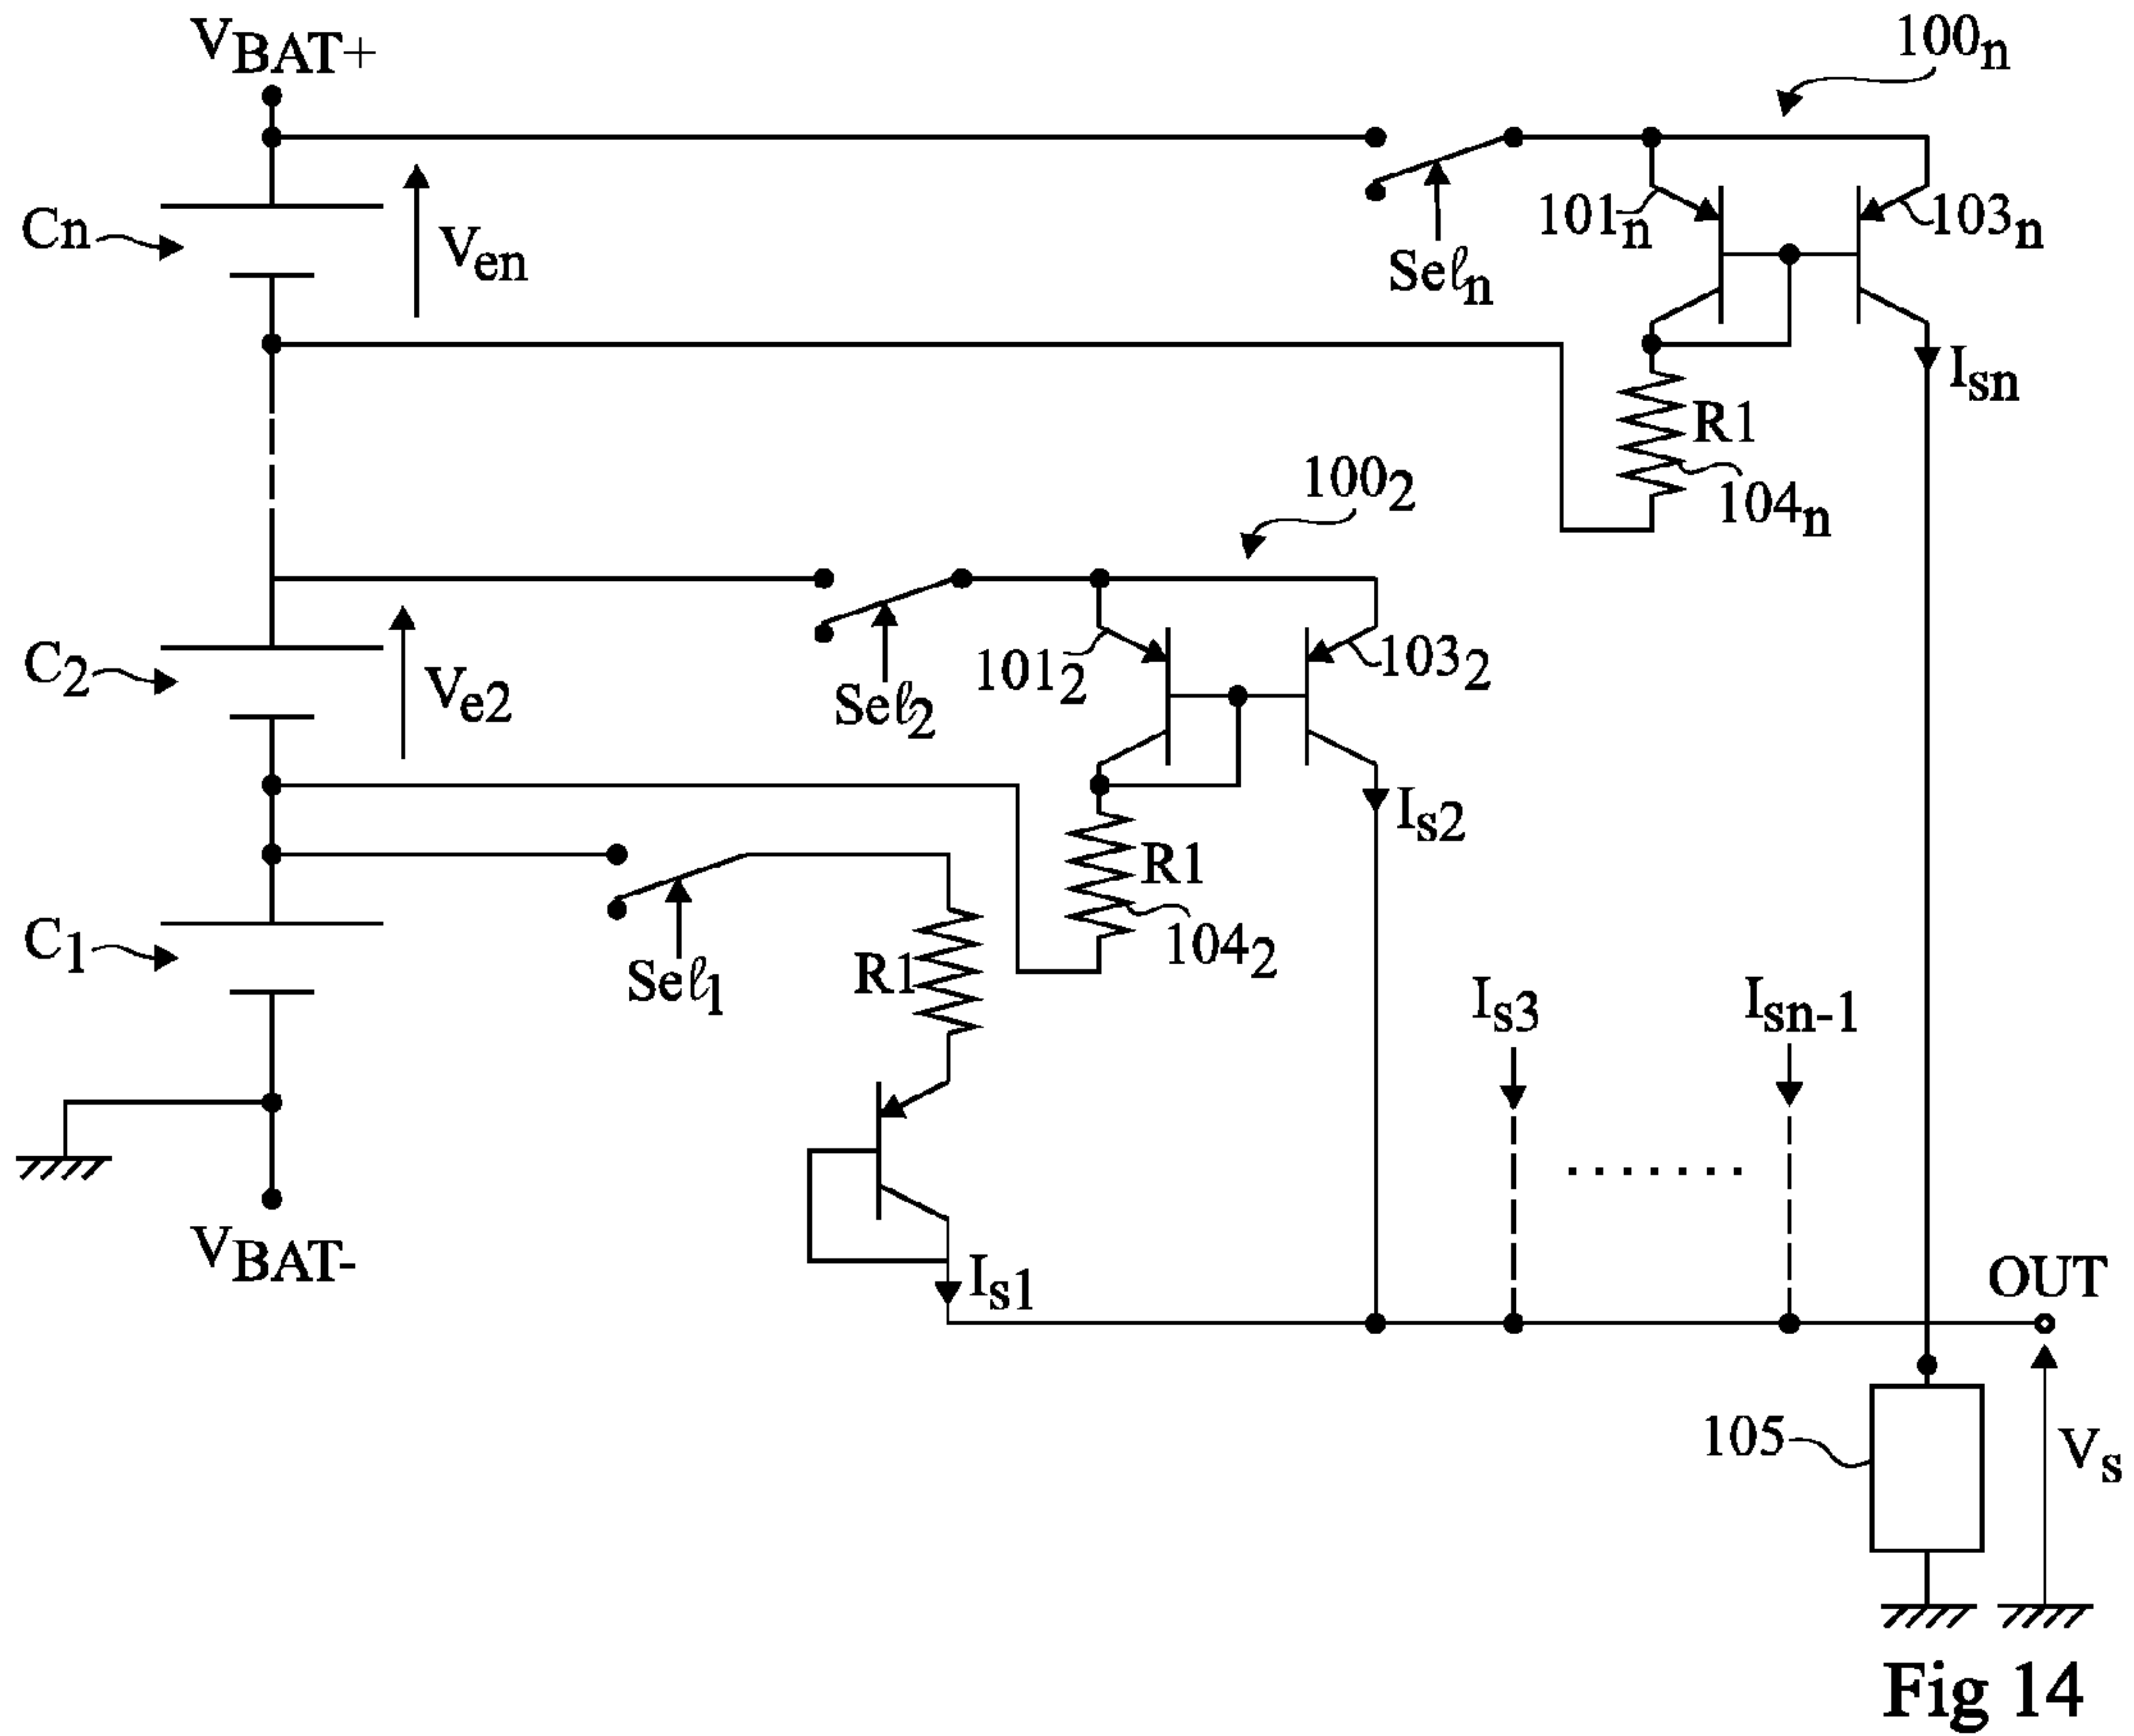 VBAT+
100n
Cn
Ven
Seℓn
101n
103n
Isn
R1
104n
1002
C2
Ve2
Seℓ2
1012
1032
Is2
R1
1042
C1
Seℓ1
R1
Is3
Isn-1
VBAT-
Is1
OUT
105
Vs
Fig 14